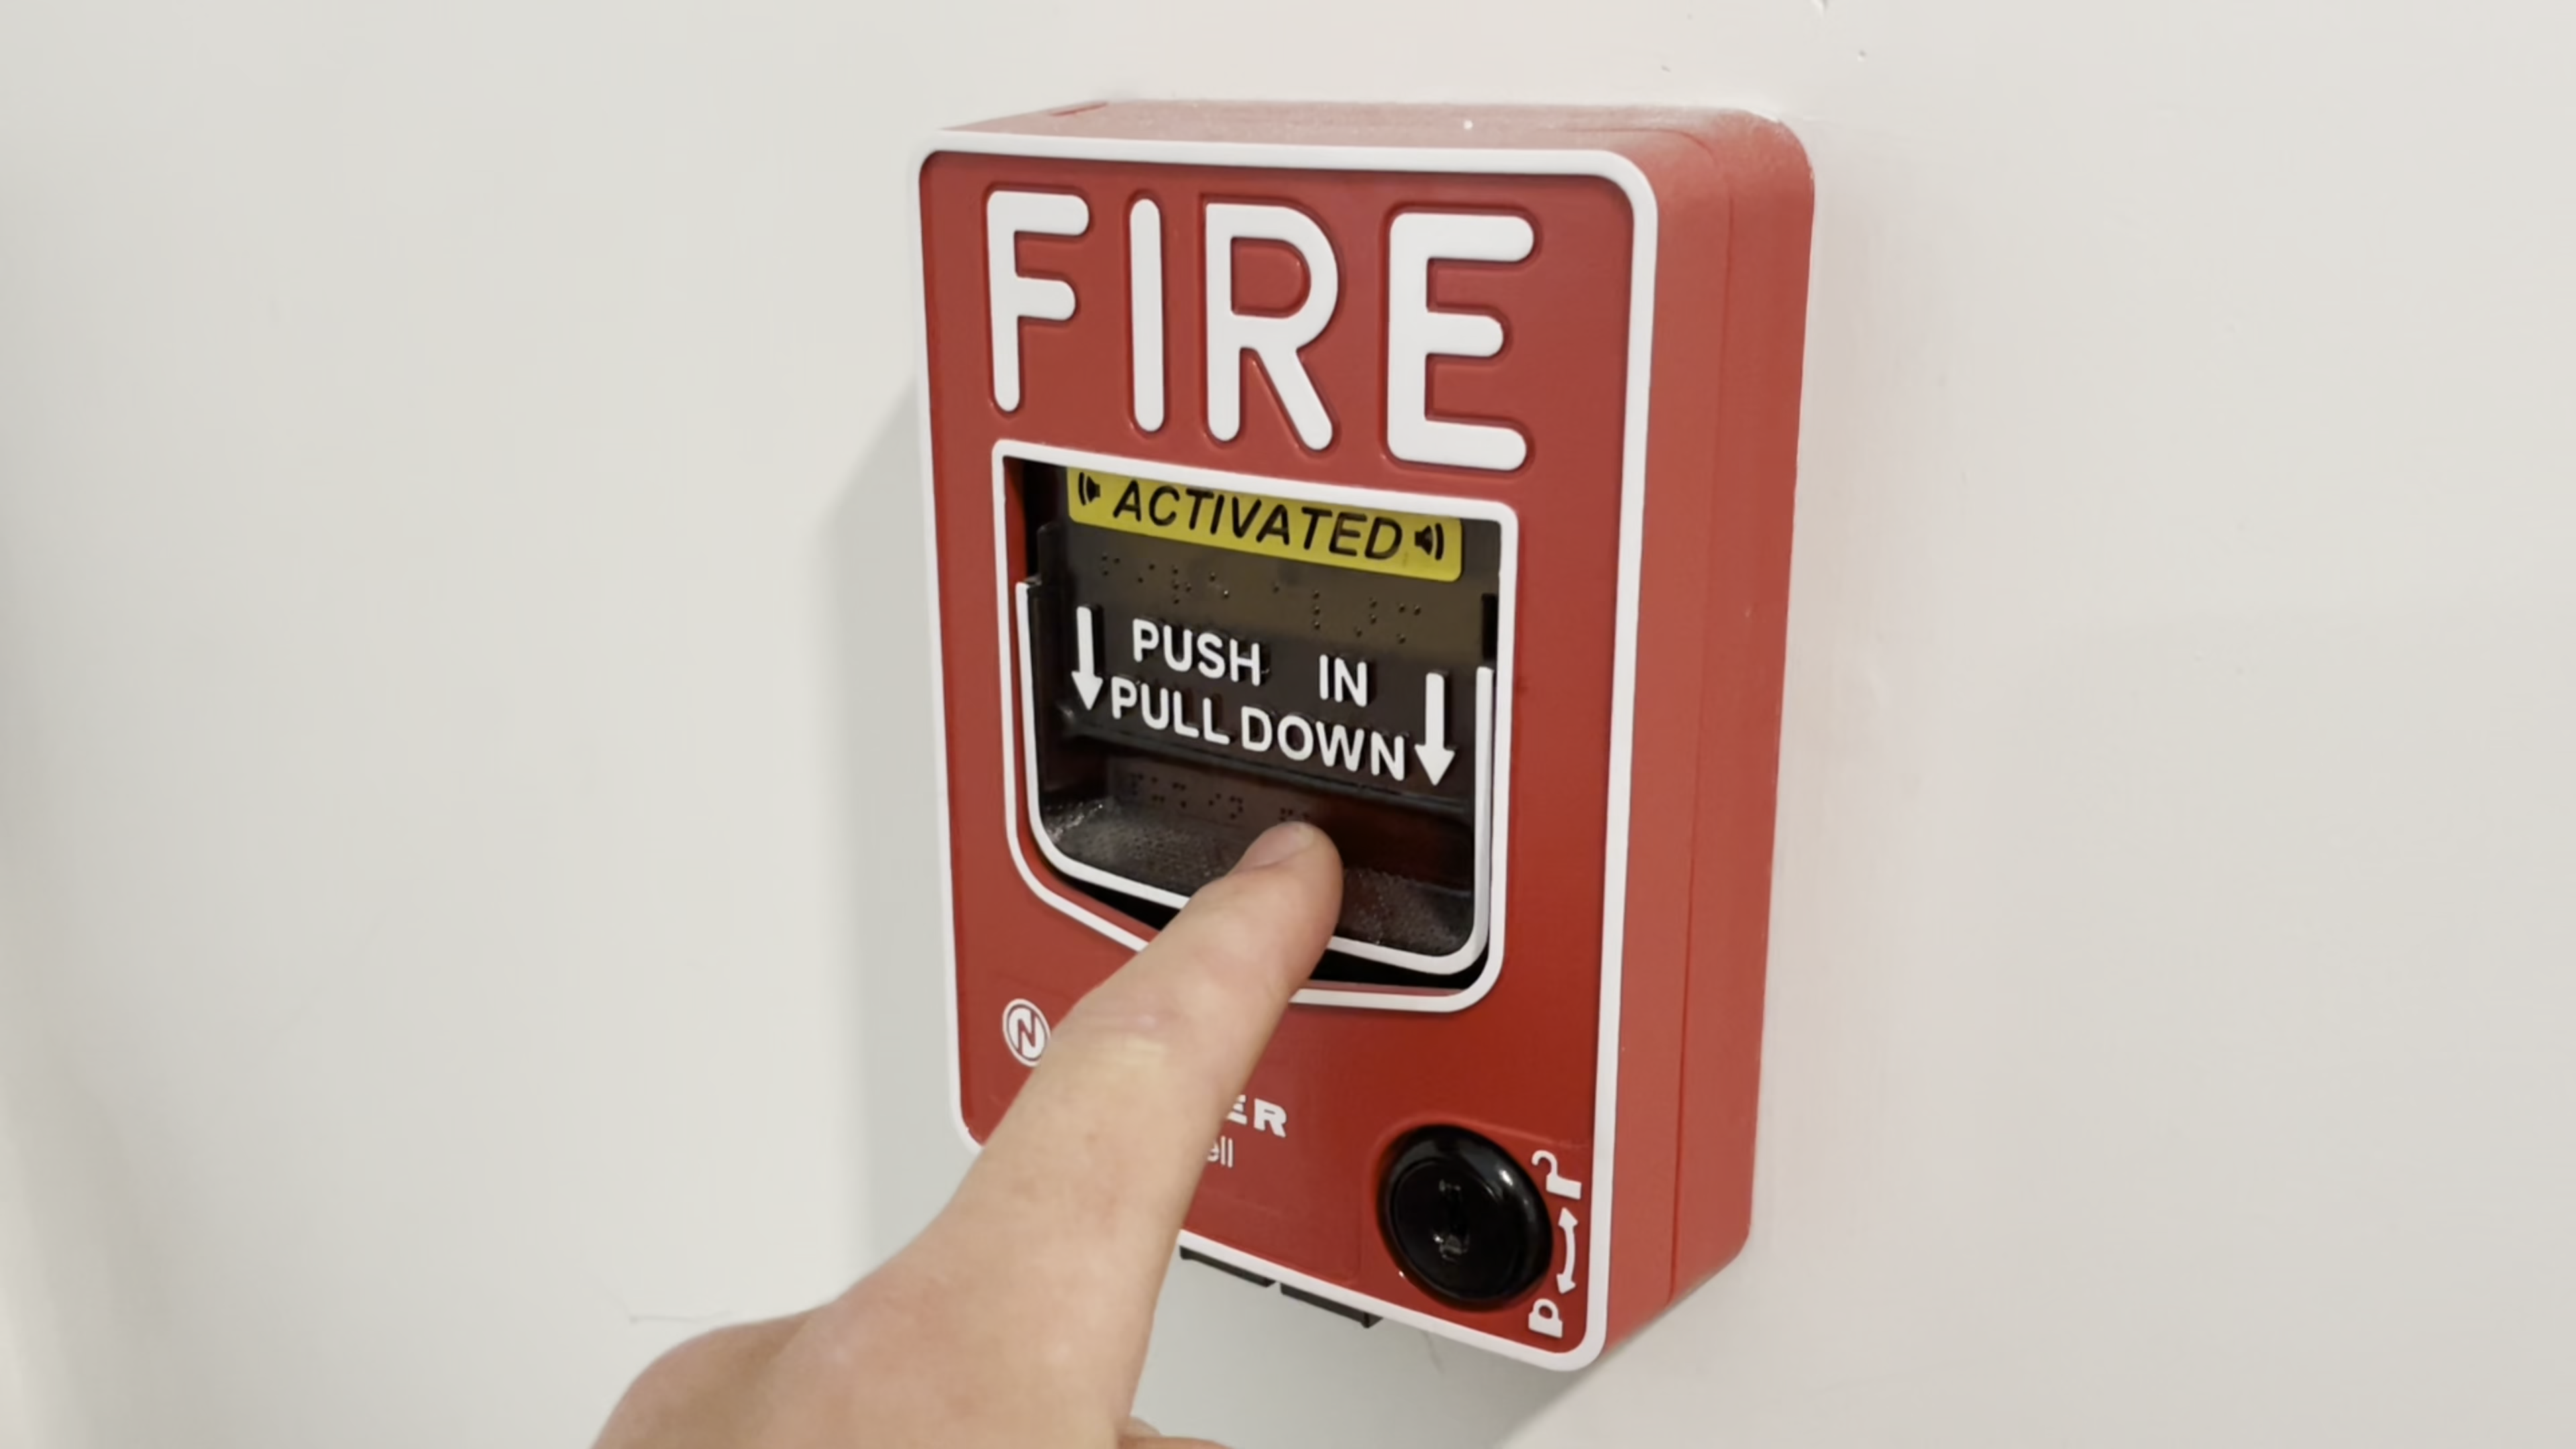 FIRE
ACTIVATED
PUSH IN
PULL DOWN
N